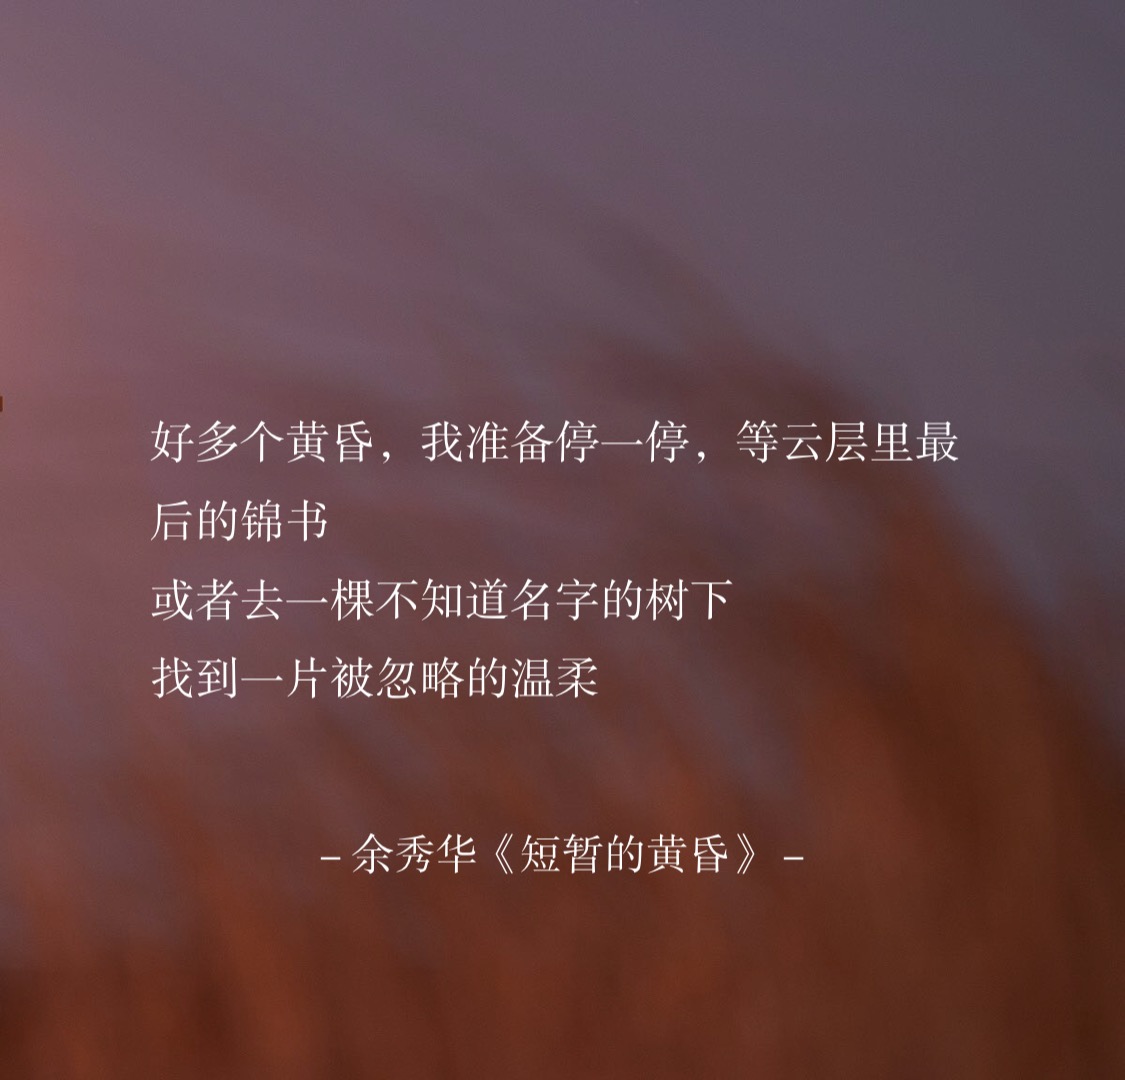 好多个黄昏，我准备停一停，等云层里最
后的锦书
或者去一棵不知道名字的树下
找到一片被忽略的温柔
– 余秀华《短暂的黄昏》 –